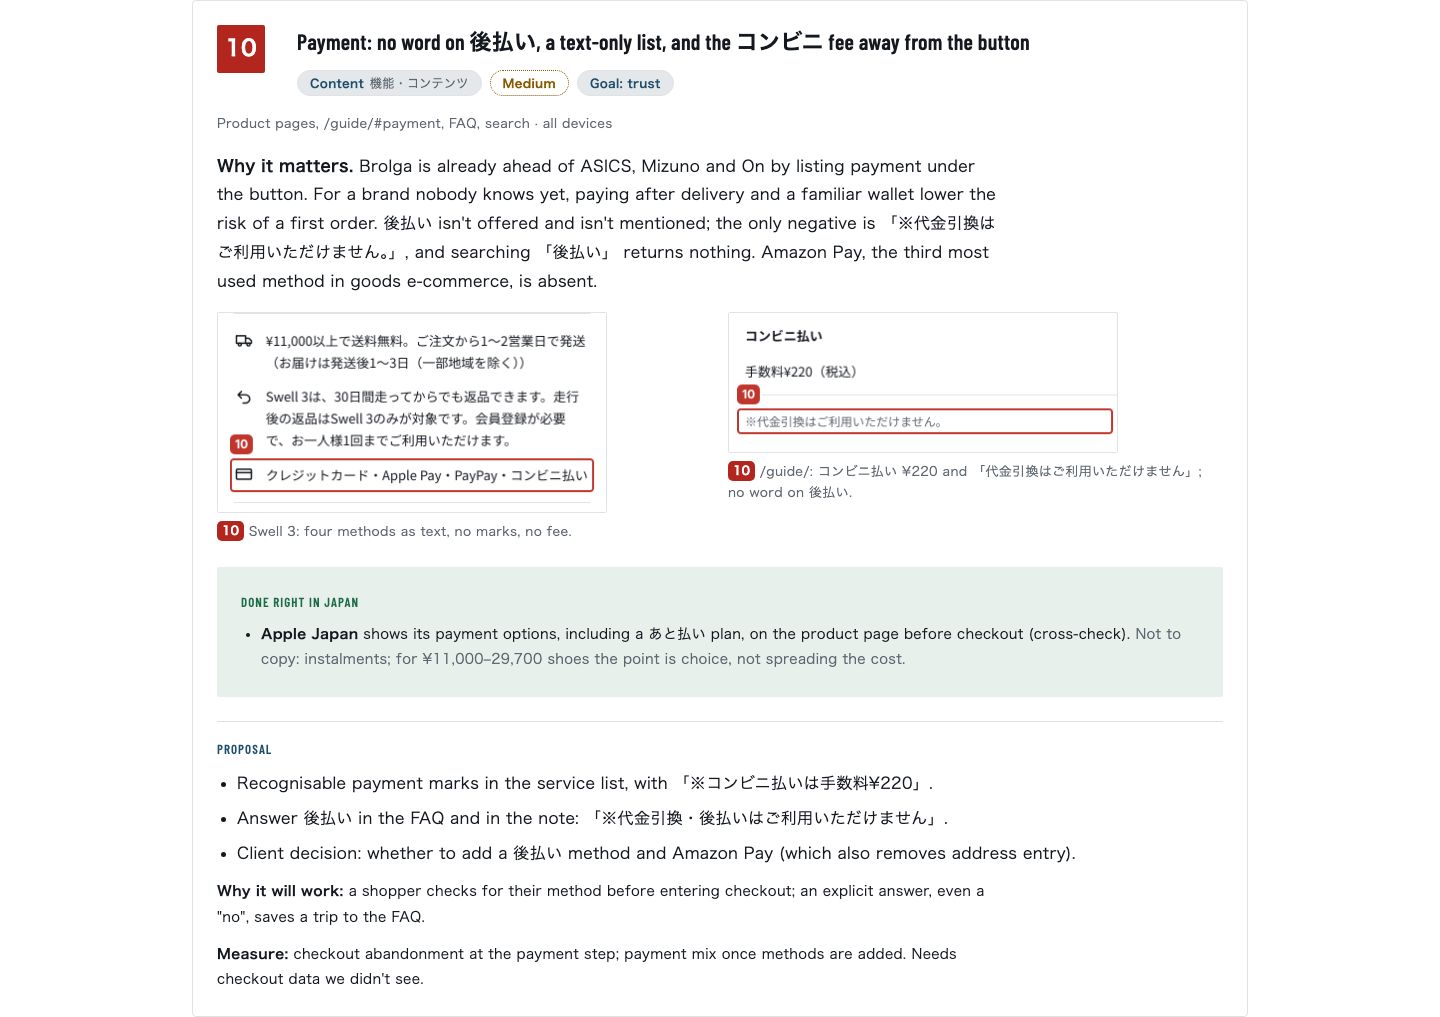 10
Payment: no word on 後払い, a text-only list, and the コンビニ fee away from the button
Content 機能・コンテンツ
Medium
Goal: trust
Product pages, /guide/#payment, FAQ, search · all devices
Why it matters. Brolga is already ahead of ASICS, Mizuno and On by listing payment under
the button. For a brand nobody knows yet, paying after delivery and a familiar wallet lower the
risk of a first order. 後払い isn't offered and isn't mentioned; the only negative is 「※代金引換は
ご利用いただけません。」, and searching 「後払い」 returns nothing. Amazon Pay, the third most
used method in goods e-commerce, is absent.
¥11,000以上で送料無料。ご注文から1〜2営業日で発送
（お届けは発送後1〜3日（一部地域を除く））
Swell 3は、30日間走ってからでも返品できます。走行
後の返品はSwell 3のみが対象です。会員登録が必要
で、お一人様1回までご利用いただけます。
10
クレジットカード・Apple Pay・PayPay・コンビニ払い
10 Swell 3: four methods as text, no marks, no fee.
コンビニ払い
手数料¥220（税込）
10
※代金引換はご利用いただけません。
10 /guide/: コンビニ払い ¥220 and 「代金引換はご利用いただけません」;
no word on 後払い.
DONE RIGHT IN JAPAN
• Apple Japan shows its payment options, including a あと払い plan, on the product page before checkout (cross-check). Not to
copy: instalments; for ¥11,000–29,700 shoes the point is choice, not spreading the cost.
PROPOSAL
• Recognisable payment marks in the service list, with 「※コンビニ払いは手数料¥220」.
• Answer 後払い in the FAQ and in the note: 「※代金引換・後払いはご利用いただけません」.
• Client decision: whether to add a 後払い method and Amazon Pay (which also removes address entry).
Why it will work: a shopper checks for their method before entering checkout; an explicit answer, even a
"no", saves a trip to the FAQ.
Measure: checkout abandonment at the payment step; payment mix once methods are added. Needs
checkout data we didn't see.